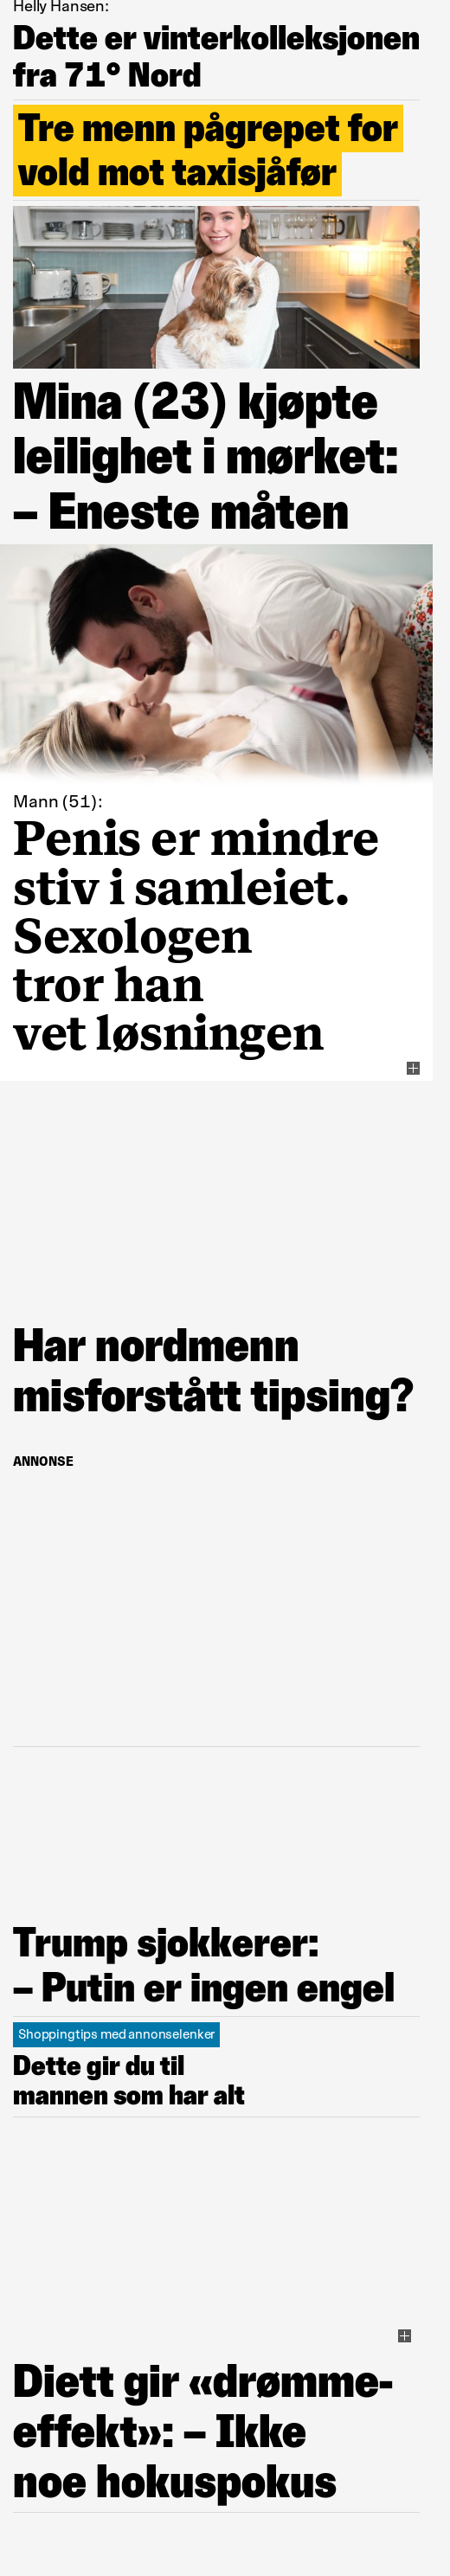 Helly Hansen:
Dette er vinterkolleksjonen
fra 71° Nord
Tre menn pågrepet for
vold mot taxisjåfør
Mina (23) kjøpte
leilighet i mørket:
– Eneste måten
Mann (51):
Penis er mindre
stiv i samleiet.
Sexologen
tror han
vet løsningen
Har nordmenn
misforstått tipsing?
ANNONSE
Trump sjokkerer:
– Putin er ingen engel
Shoppingtips med annonselenker
Dette gir du til
mannen som har alt
Diett gir «drømme-
effekt»: – Ikke
noe hokuspokus